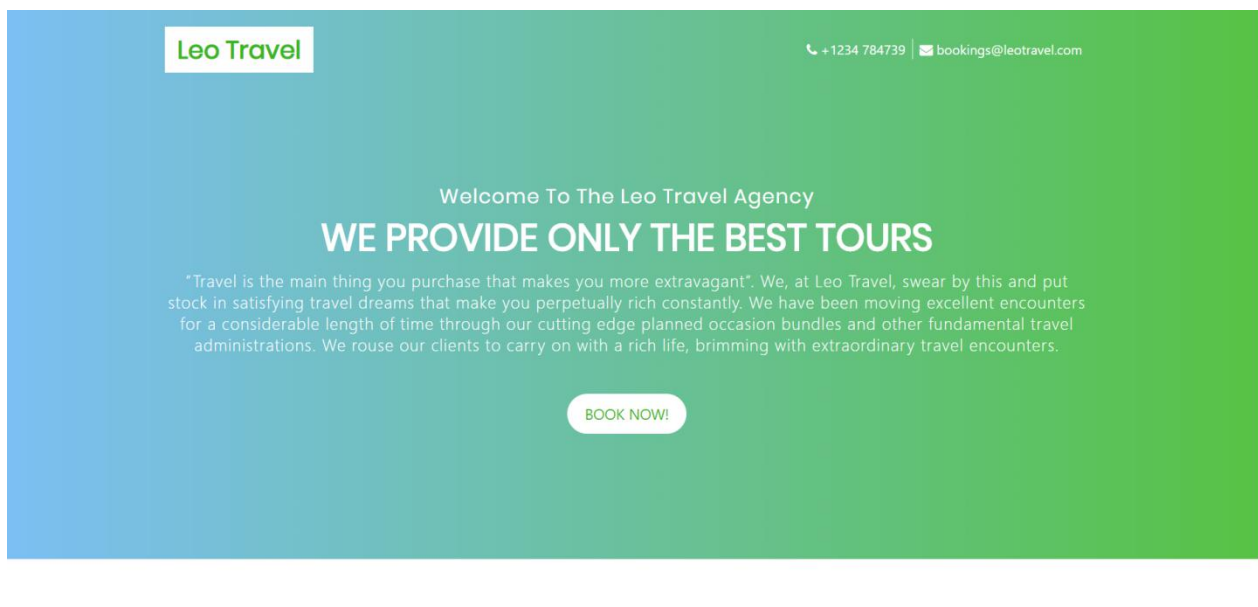 Leo Travel
+1234 784739
bookings@leotravel.com
Welcome To The Leo Travel Agency
WE PROVIDE ONLY THE BEST TOURS
“Travel is the main thing you purchase that makes you more extravagant”. We, at Leo Travel, swear by this and put
stock in satisfying travel dreams that make you perpetually rich constantly. We have been moving excellent encounters
for a considerable length of time through our cutting edge planned occasion bundles and other fundamental travel
administrations. We rouse our clients to carry on with a rich life, brimming with extraordinary travel encounters.
BOOK NOW!